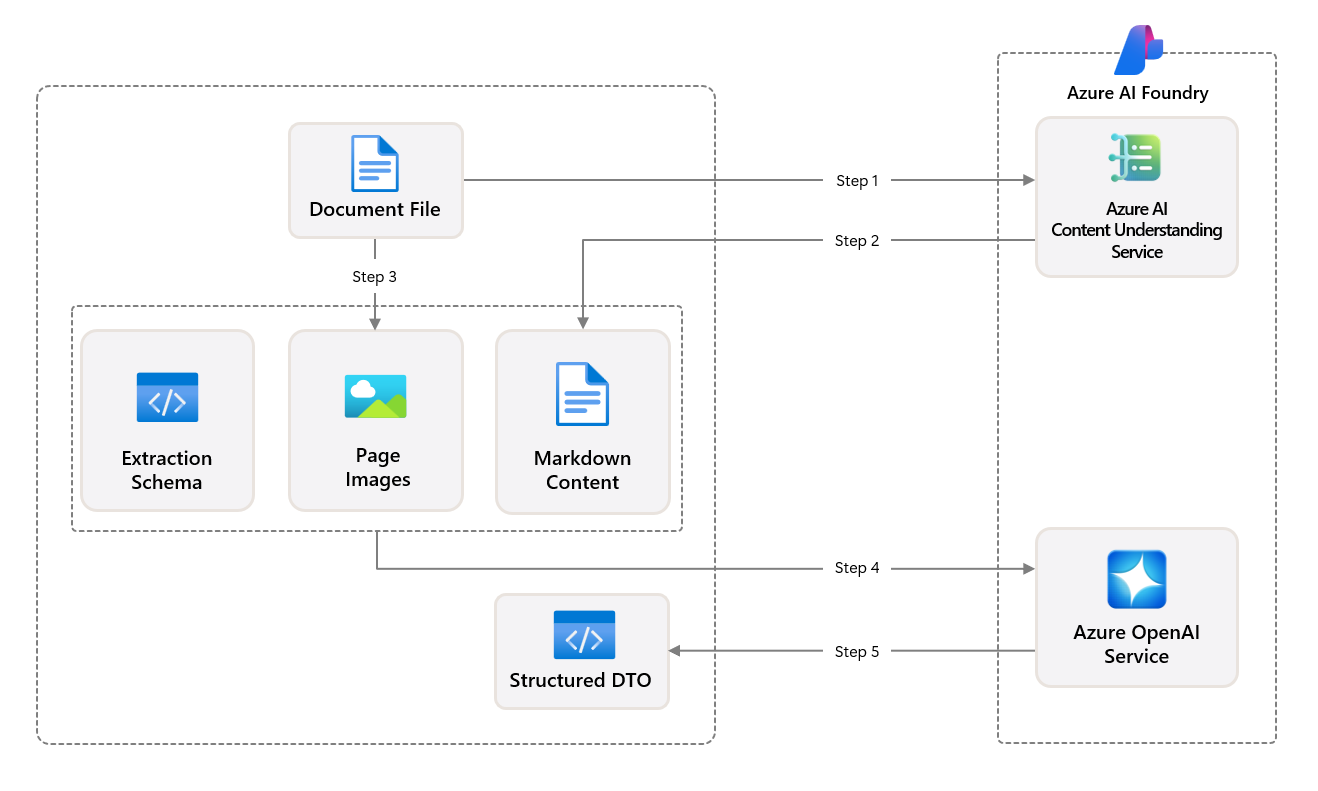 Azure AI Foundry
Document File
Step 1
Azure AI
Content Understanding
Service
Step 2
Step 3
Extraction
Schema
Page
Images
Markdown
Content
Step 4
Azure OpenAI
Service
Step 5
Structured DTO